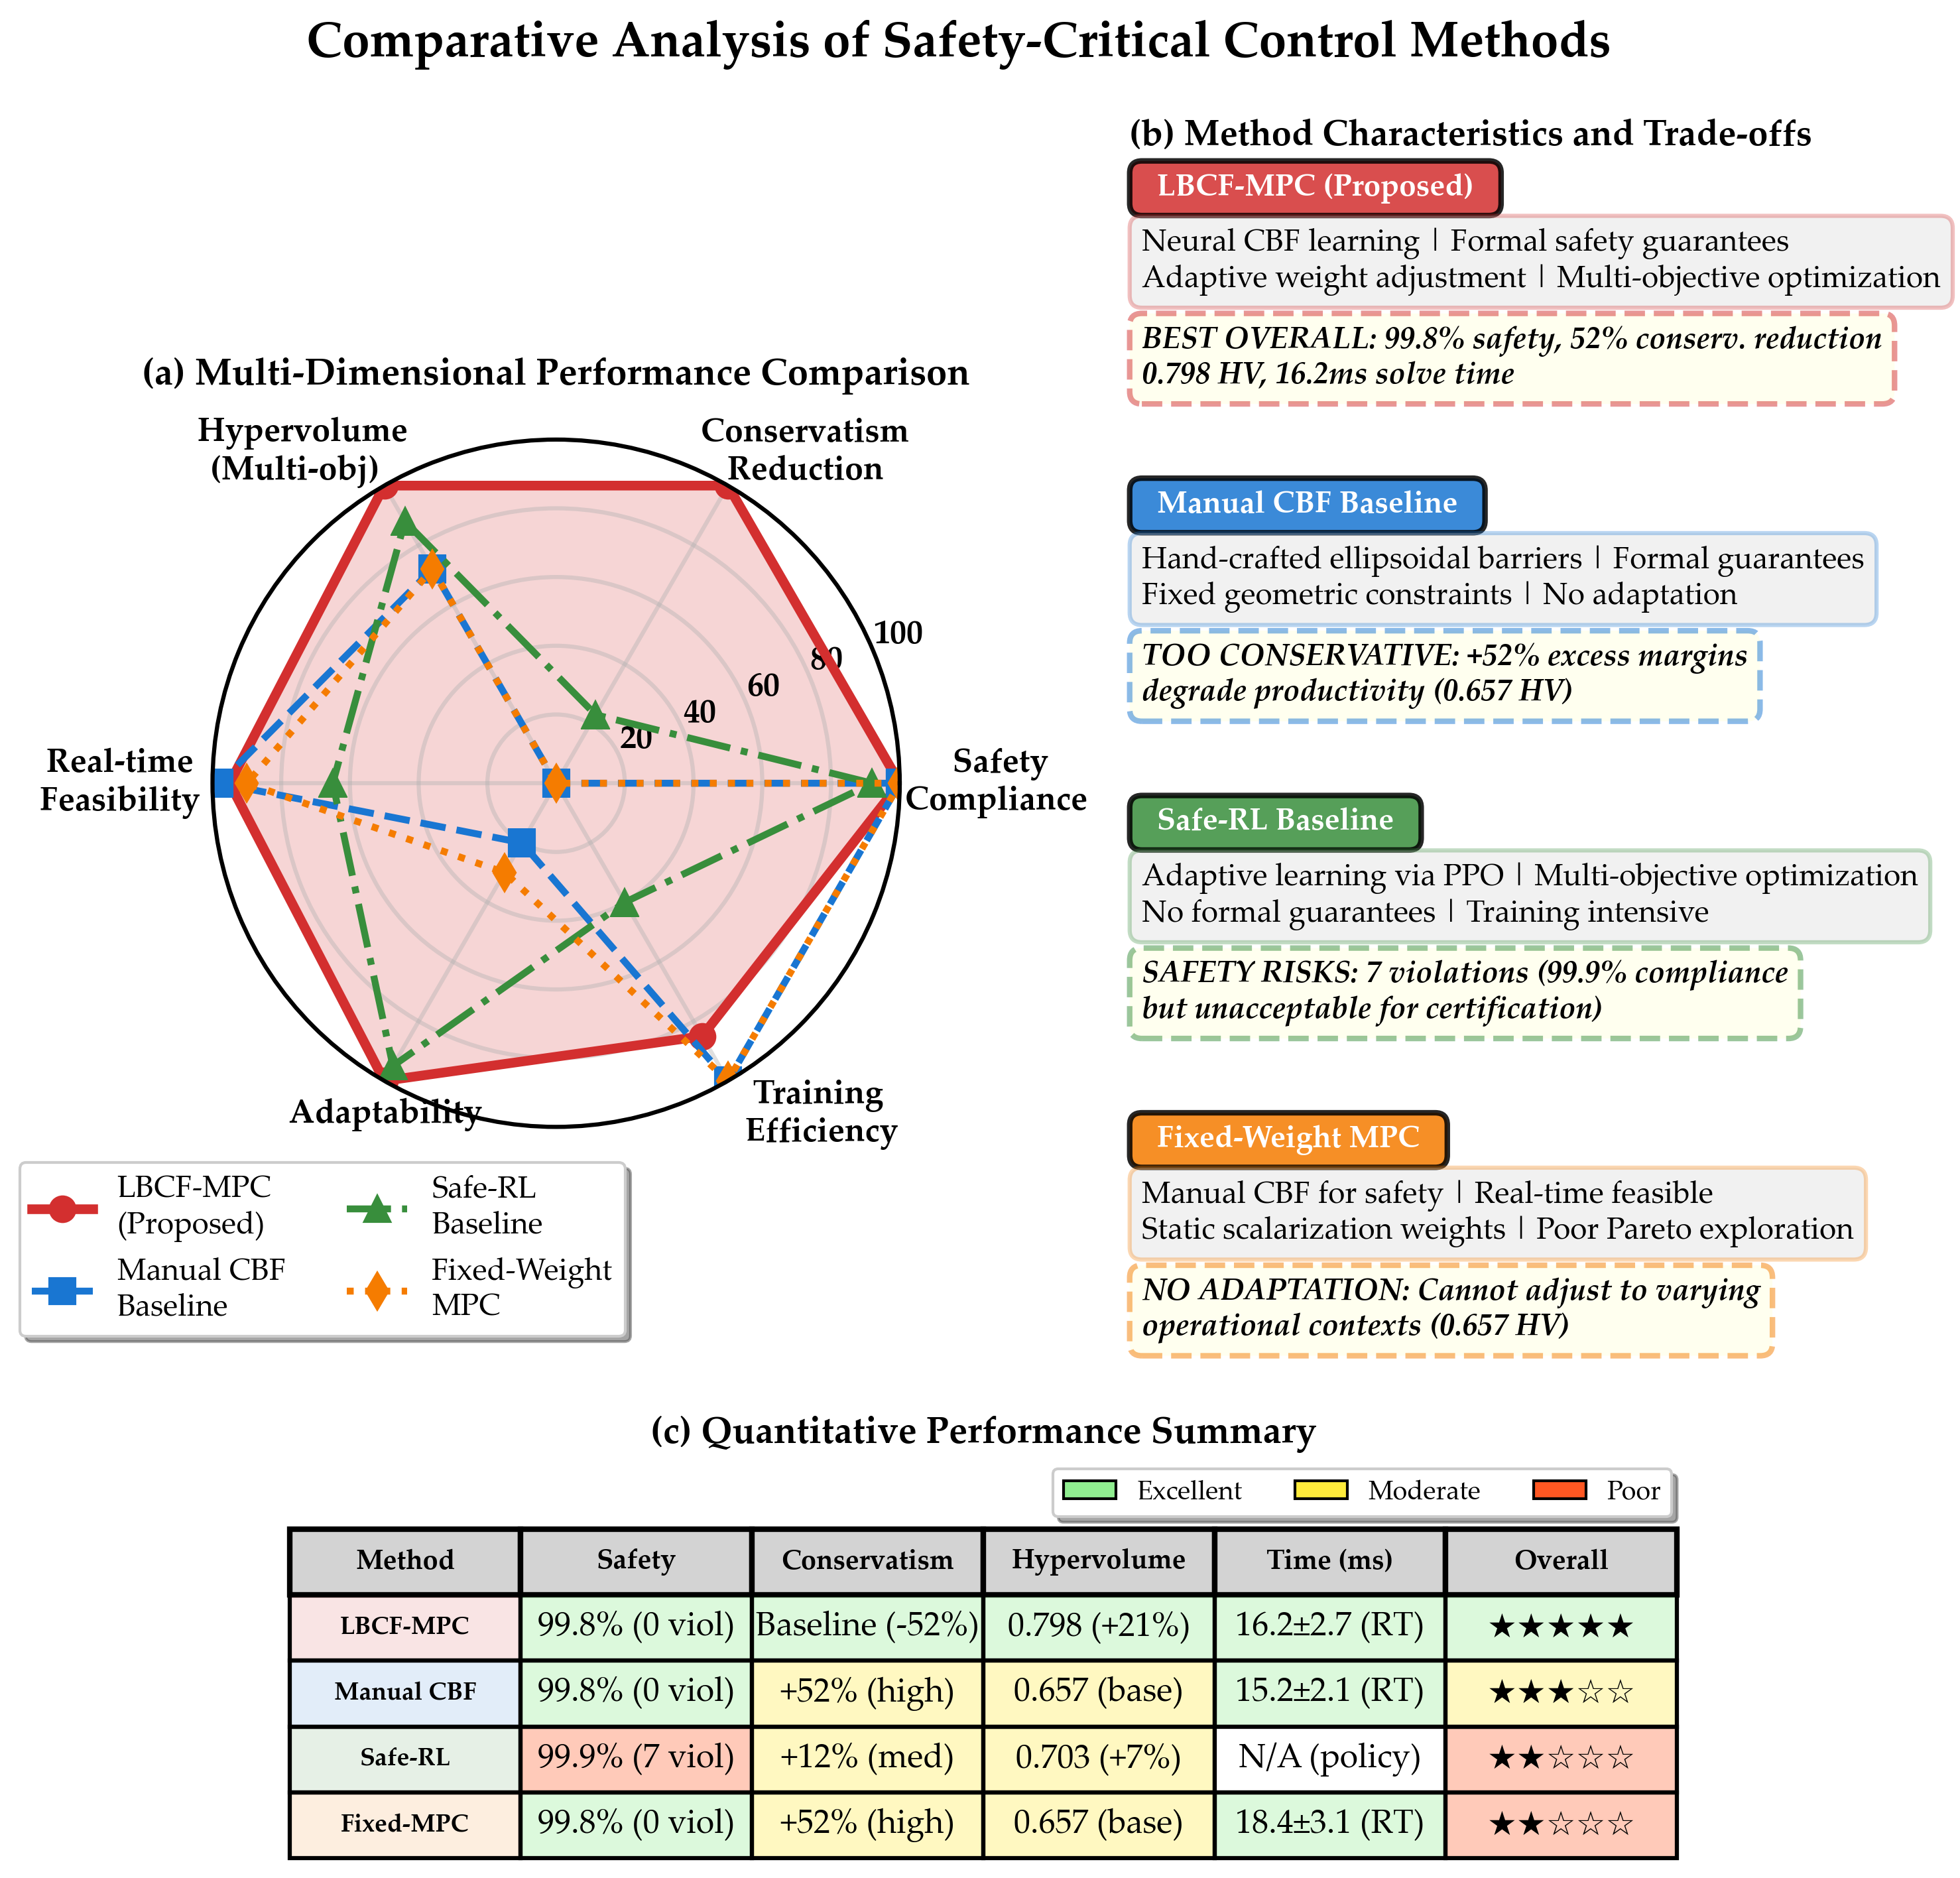 Comparative Analysis of Safety-Critical Control Methods
(a) Multi-Dimensional Performance Comparison
Hypervolume
(Multi-obj)
Conservatism
Reduction
100
80
60
40
20
Real-time
Feasibility
Safety
Compliance
Adaptability
Training
Efficiency
LBCF-MPC
(Proposed)
Manual CBF
Baseline
Safe-RL
Baseline
Fixed-Weight
MPC
(b) Method Characteristics and Trade-offs
LBCF-MPC (Proposed)
Neural CBF learning | Formal safety guarantees
Adaptive weight adjustment | Multi-objective optimization
BEST OVERALL: 99.8% safety, 52% conserv. reduction
0.798 HV, 16.2ms solve time
Manual CBF Baseline
Hand-crafted ellipsoidal barriers | Formal guarantees
Fixed geometric constraints | No adaptation
TOO CONSERVATIVE: +52% excess margins
degrade productivity (0.657 HV)
Safe-RL Baseline
Adaptive learning via PPO | Multi-objective optimization
No formal guarantees | Training intensive
SAFETY RISKS: 7 violations (99.9% compliance
but unacceptable for certification)
Fixed-Weight MPC
Manual CBF for safety | Real-time feasible
Static scalarization weights | Poor Pareto exploration
NO ADAPTATION: Cannot adjust to varying
operational contexts (0.657 HV)
(c) Quantitative Performance Summary
Excellent Moderate Poor
Method Safety Conservatism Hypervolume Time (ms) Overall
LBCF-MPC 99.8% (0 viol) Baseline (-52%) 0.798 (+21%) 16.2±2.7 (RT) ★★★★★
Manual CBF 99.8% (0 viol) +52% (high) 0.657 (base) 15.2±2.1 (RT) ★★★☆☆
Safe-RL 99.9% (7 viol) +12% (med) 0.703 (+7%) N/A (policy) ★★☆☆☆
Fixed-MPC 99.8% (0 viol) +52% (high) 0.657 (base) 18.4±3.1 (RT) ★★☆☆☆